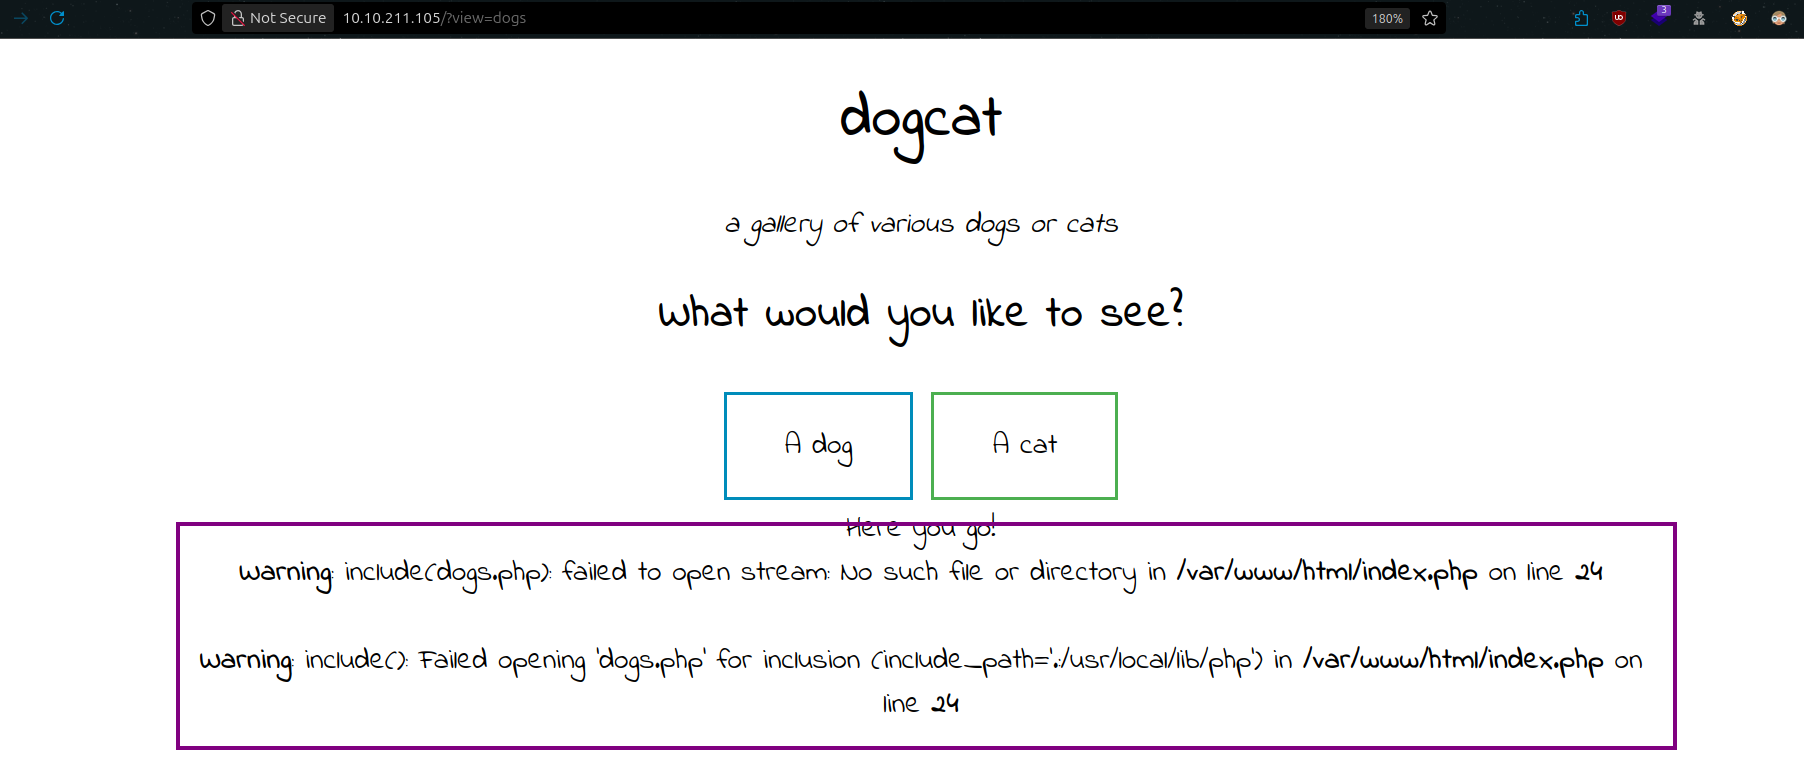 Not Secure 10.10.211.105/?view=dogs 180% 3
dogcat
a gallery of various dogs or cats
What would you like to see?
A dog A cat
Here you go!
Warning: include(dogs.php): failed to open stream: No such file or directory in /var/www/html/index.php on line 24
Warning: include(): Failed opening 'dogs.php' for inclusion (include_path='.:/usr/local/lib/php') in /var/www/html/index.php on
line 24